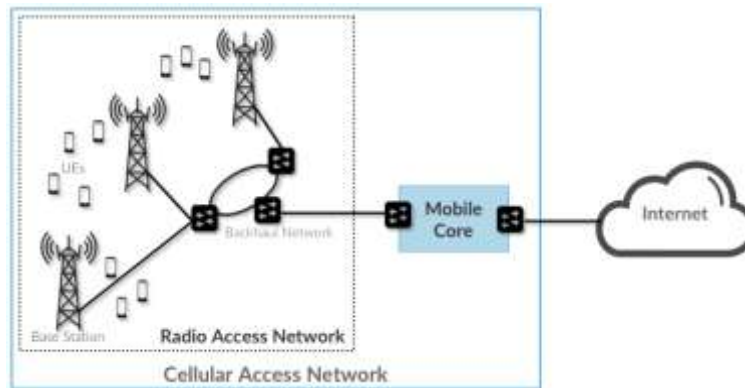 UEs
Backhaul Network
Base Station
Radio Access Network
Cellular Access Network
Mobile
Core
Internet